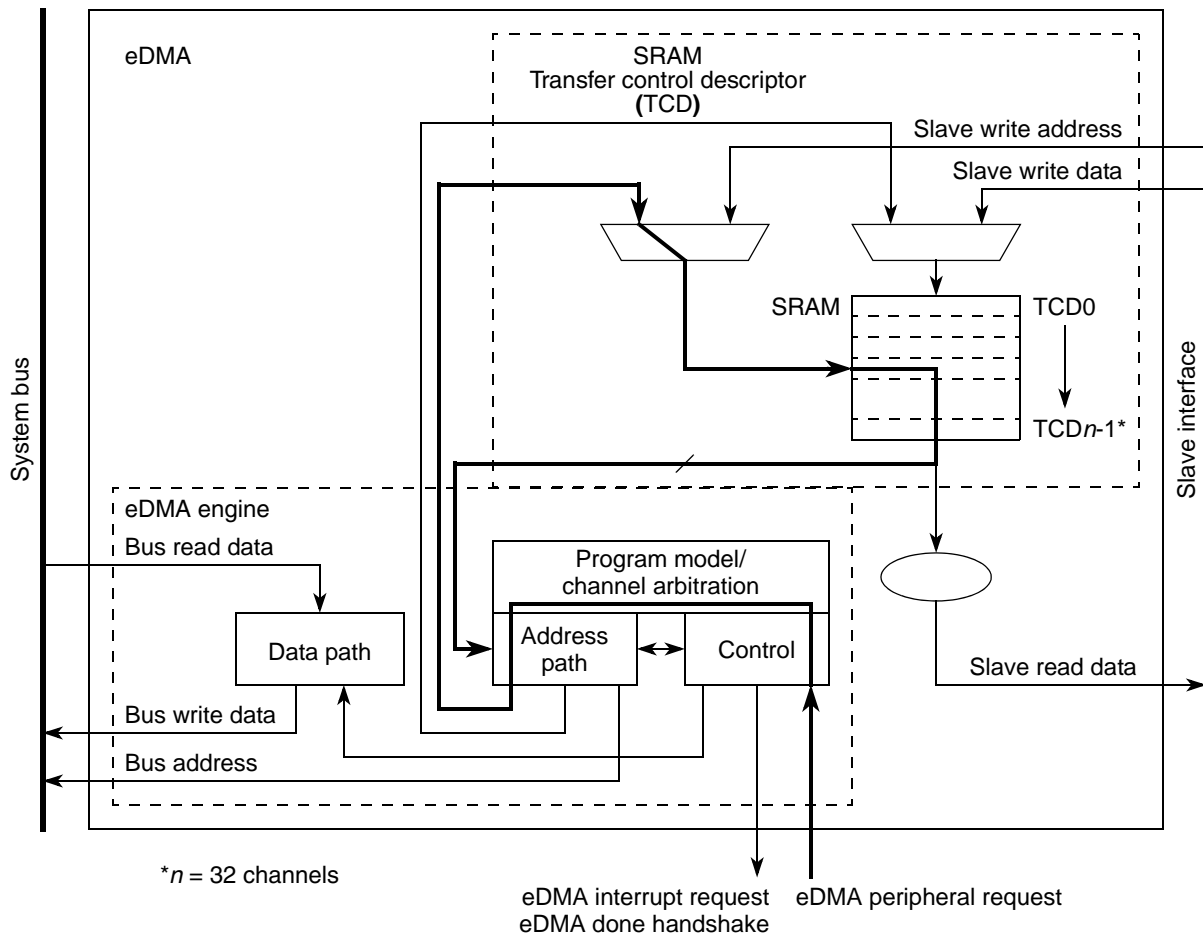 eDMA
SRAM
Transfer control descriptor
(TCD)
Slave write address
Slave write data
SRAM
TCD0
TCDn-1*
System bus
Slave interface
eDMA engine
Bus read data
Program model/
channel arbitration
Data path
Address
path
Control
Slave read data
Bus write data
Bus address
*n = 32 channels
eDMA interrupt request
eDMA done handshake
eDMA peripheral request